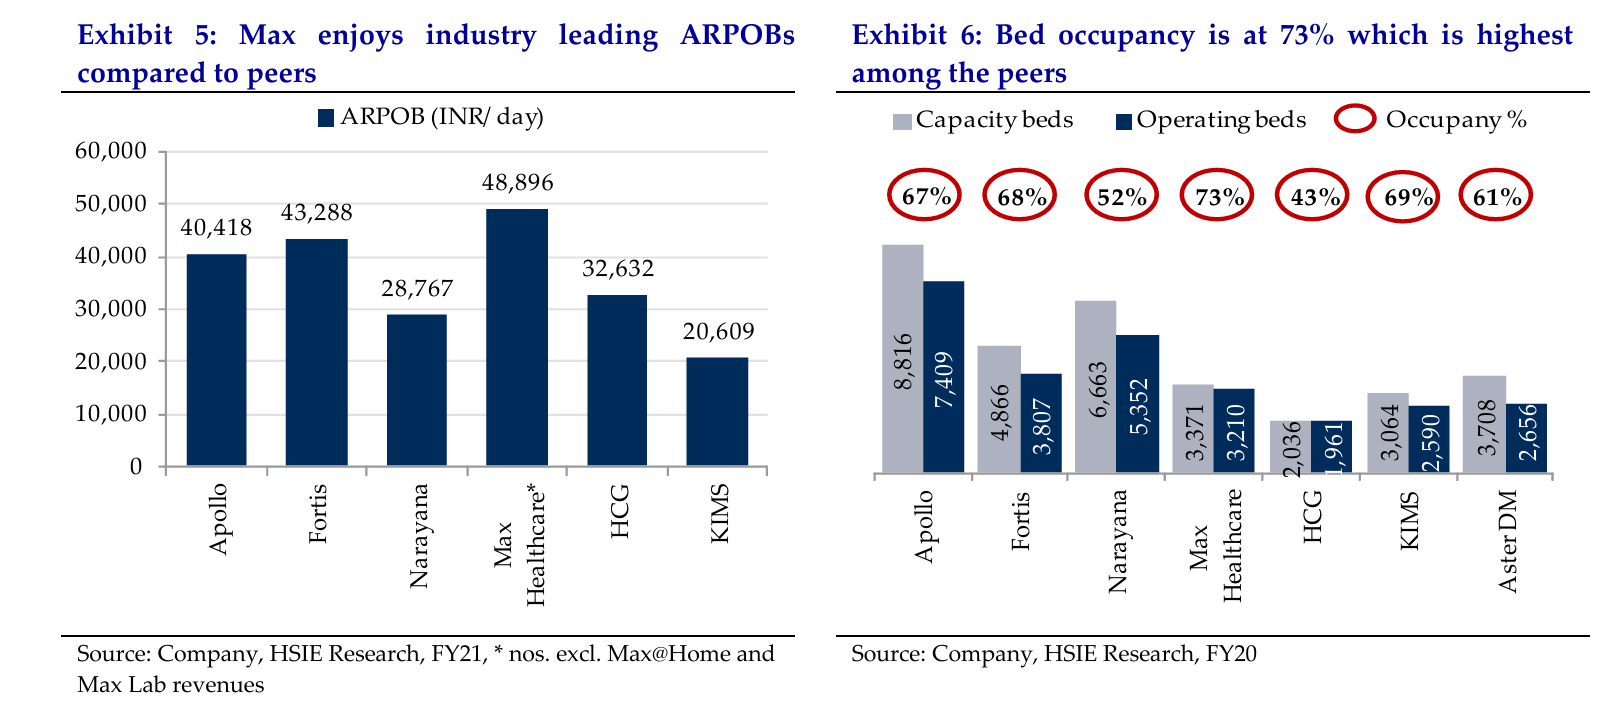 Exhibit 5: Max enjoys industry leading ARPOBs
compared to peers
ARPOB (INR/ day)
60,000
50,000
40,000
30,000
20,000
10,000
0
40,418
43,288
28,767
48,896
32,632
20,609
Apollo
Fortis
Narayana
Max
Healthcare*
HCG
KIMS
Source: Company, HSIE Research, FY21, * nos. excl. Max@Home and
Max Lab revenues
Exhibit 6: Bed occupancy is at 73% which is highest
among the peers
Capacity beds
Operating beds
Occupany %
67%
68%
52%
73%
43%
69%
61%
8,816
7,409
4,866
3,807
6,663
5,352
3,371
3,210
2,036
1,961
3,064
2,590
3,708
2,656
Apollo
Fortis
Narayana
Max
Healthcare
HCG
KIMS
Aster DM
Source: Company, HSIE Research, FY20